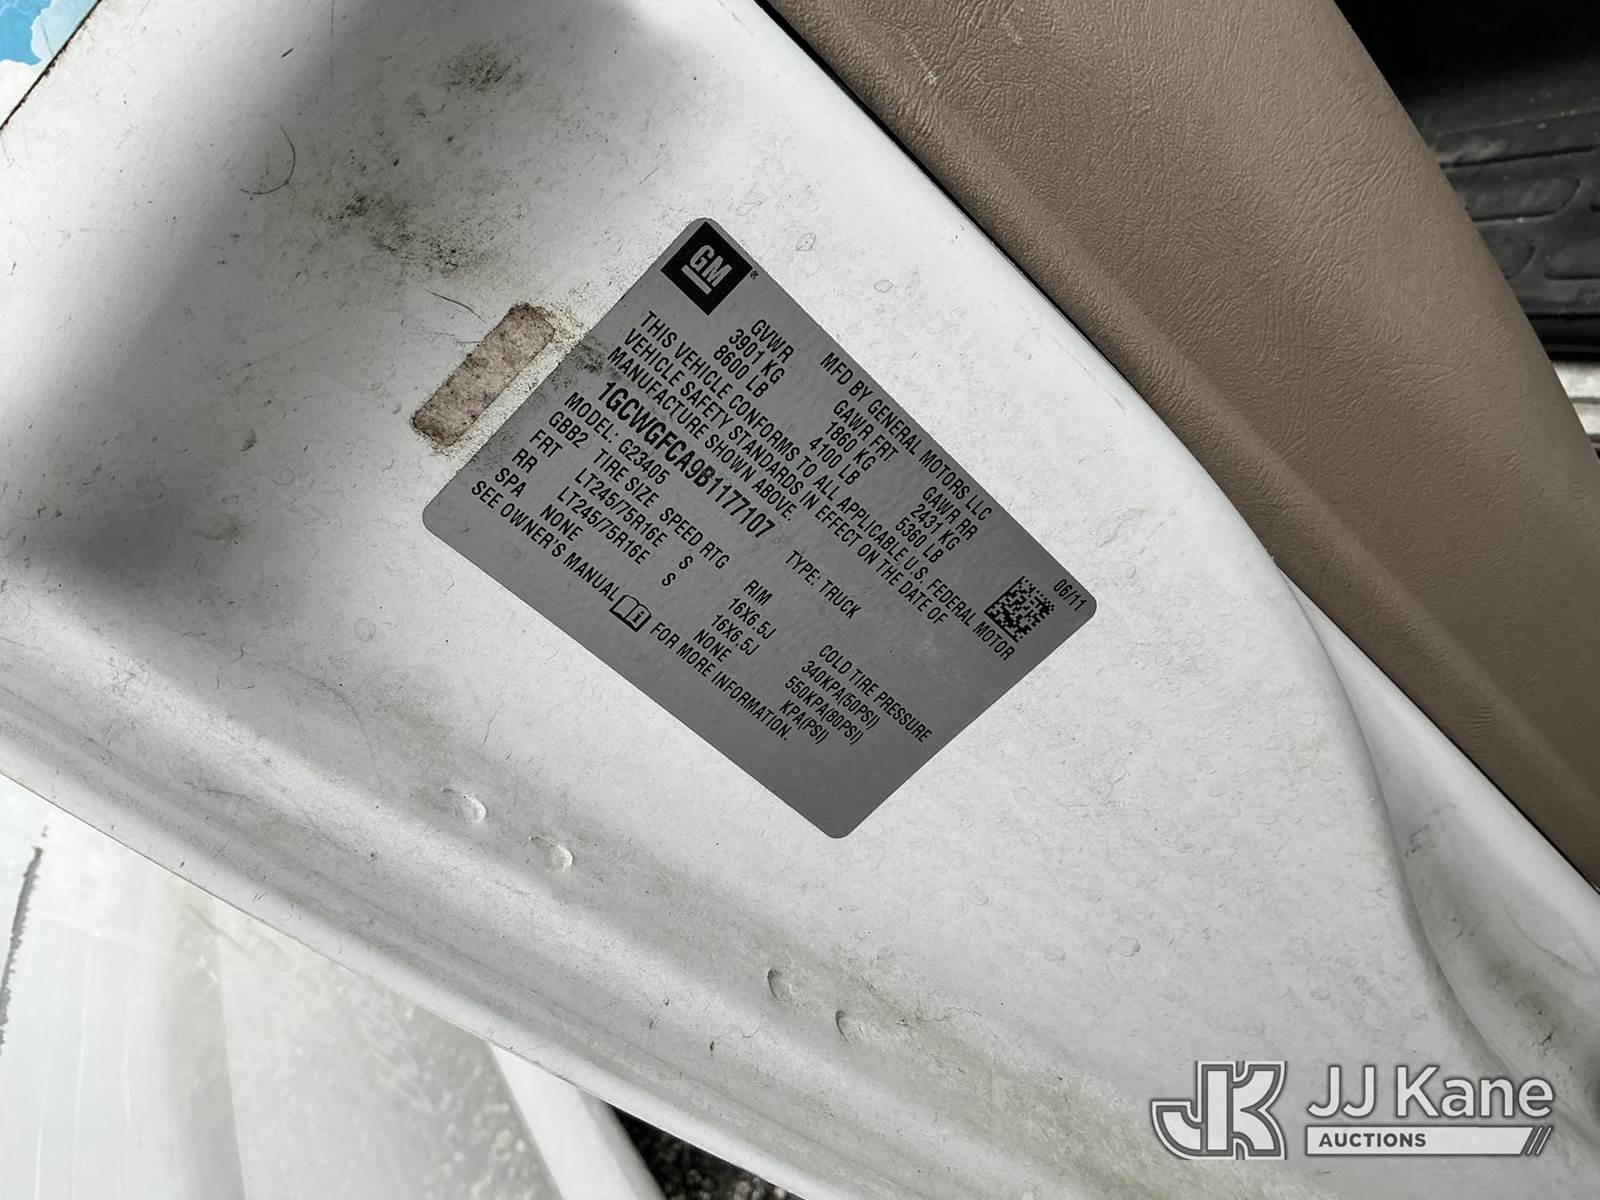 GM®
MFD BY GENERAL MOTORS LLC 06/11
GVWR GAWR FRT GAWR RR
3901 KG 1860 KG 2431 KG
8600 LB 4100 LB 5360 LB
THIS VEHICLE CONFORMS TO ALL APPLICABLE U.S. FEDERAL MOTOR
VEHICLE SAFETY STANDARDS IN EFFECT ON THE DATE OF
MANUFACTURE SHOWN ABOVE.
1GCWGFCA9B1177107 TYPE: TRUCK
MODEL: G23405
GBB2 TIRE SIZE SPEED RTG RIM COLD TIRE PRESSURE
FRT LT245/75R16E S 16X6.5J 340KPA(50PSI)
RR LT245/75R16E S 16X6.5J 550KPA(80PSI)
SPA NONE NONE KPA(PSI)
SEE OWNER'S MANUAL FOR MORE INFORMATION.
JK JJ Kane
AUCTIONS